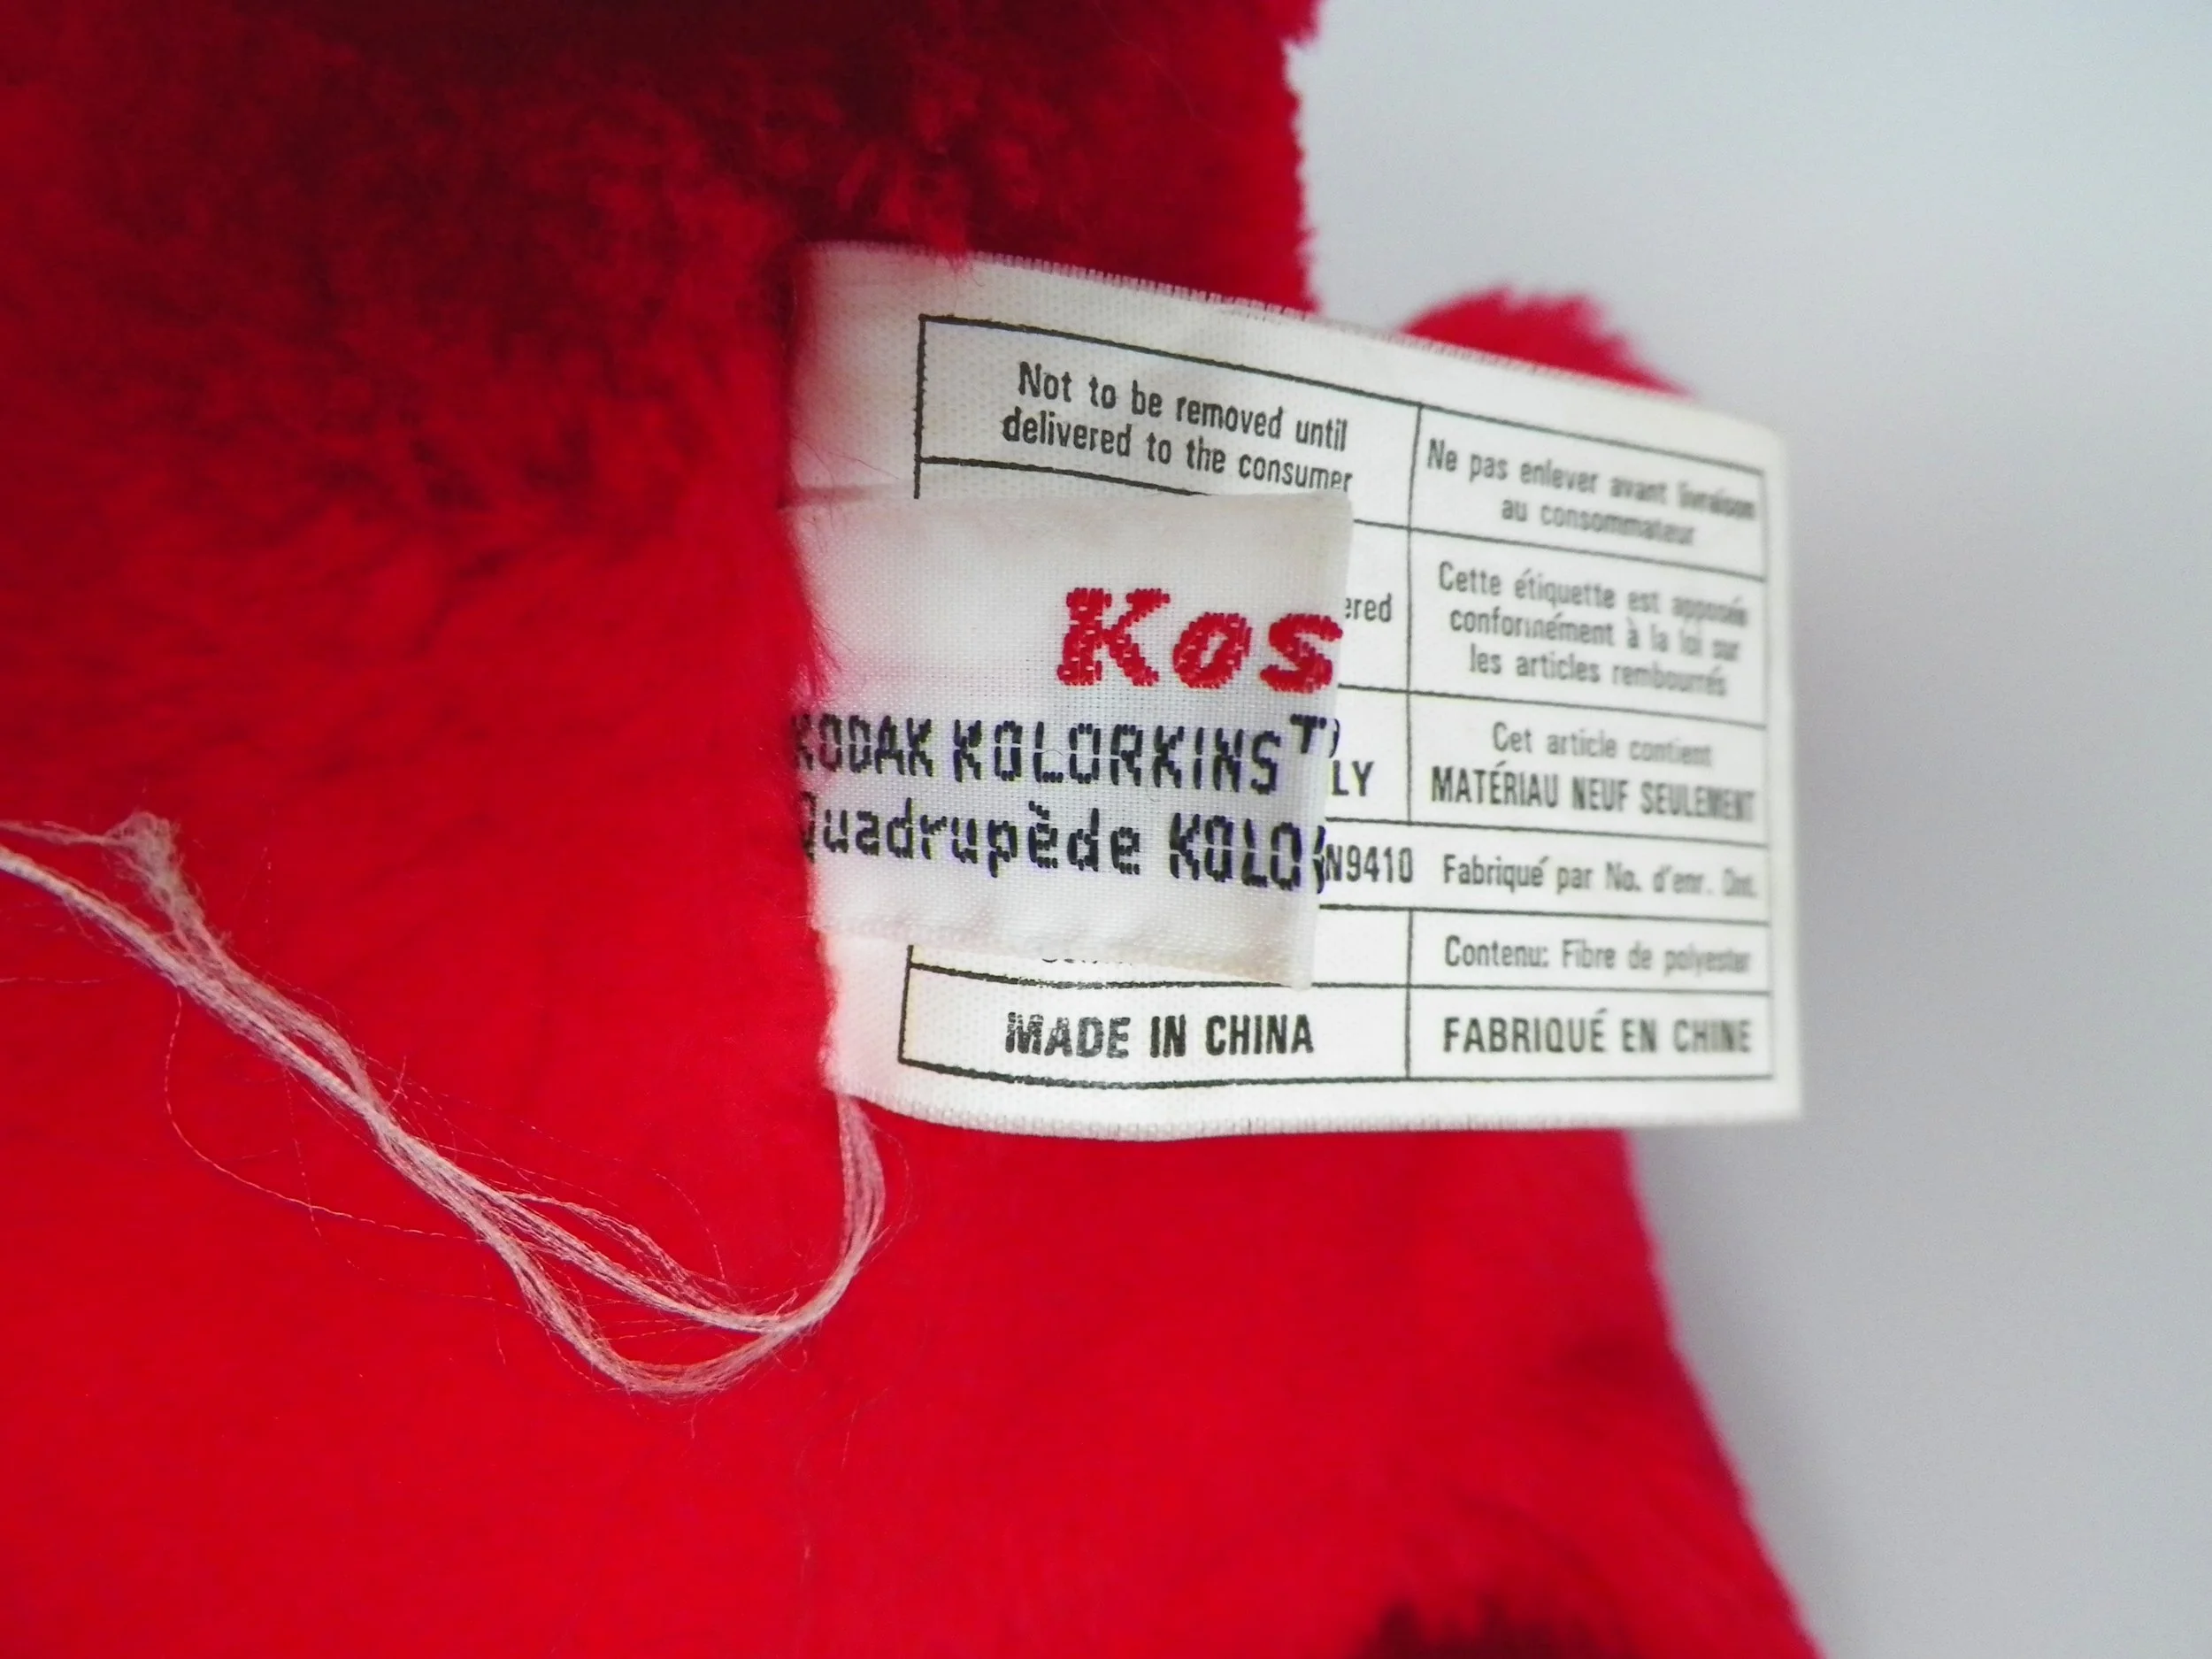 Not to be removed until
delivered to the consumer
Ne pas enlever avant livraison
au consommateur
Cette étiquette est apposée
conformément à la loi sur
les articles rembourrés
Cet article contient
MATÉRIAU NEUF SEULEMENT
N9410
Fabriqué par No. d'enr. Ont.
Contenu: Fibre de polyester
MADE IN CHINA
FABRIQUÉ EN CHINE
Kos
KODAK KOLORKINS
Quadrupède KOLO